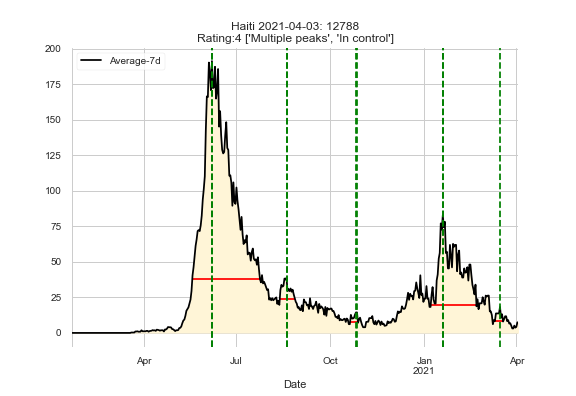 Haiti 2021-04-03: 12788
Rating:4 ['Multiple peaks', 'In control']
200
Average-7d
175
150
125
100
75
50
25
0
Apr Jul Oct Jan Apr
2021
Date